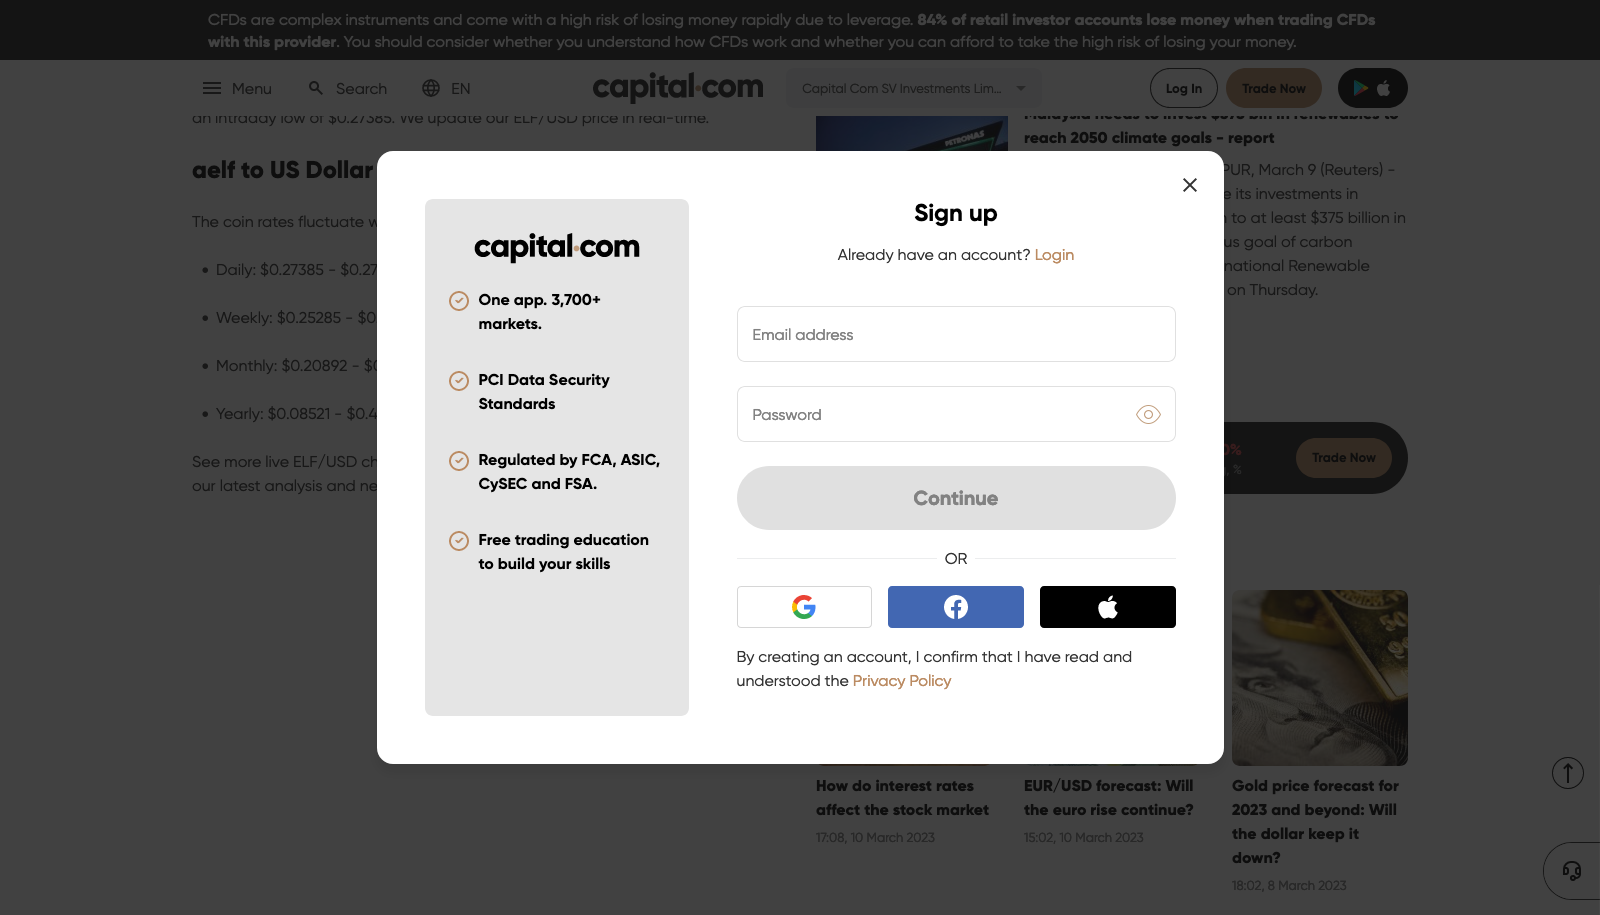 CFDs are complex instruments and come with a high risk of losing money rapidly due to leverage. 84% of retail investor accounts lose money when trading CFDs
with this provider. You should consider whether you understand how CFDs work and whether you can afford to take the high risk of losing your money.
Menu
Search
EN
capital.com
Capital Com SV Investments Lim...
Log In
Trade Now
an intraday low of $0.27385. We update our ELF/USD price in real-time.
aelf to US Dollar
The coin rates fluctuate
Daily: $0.27385 - $0.27
Weekly: $0.25285 - $0
Monthly: $0.20892 - $
Yearly: $0.08521 - $0.4
See more live ELF/USD
our latest analysis and
PETRONAS
Malaysia needs to invest $375 bln in renewables to
reach 2050 climate goals - report
PUR, March 9 (Reuters) -
its investments in
to at least $375 billion in
us goal of carbon
national Renewable
on Thursday.
0%
%
Trade Now
capital.com
One app. 3,700+
markets.
PCI Data Security
Standards
Regulated by FCA, ASIC,
CySEC and FSA.
Free trading education
to build your skills
Sign up
Already have an account? Login
Email address
Password
Continue
OR
By creating an account, I confirm that I have read and
understood the Privacy Policy
How do interest rates
affect the stock market
17:08, 10 March 2023
EUR/USD forecast: Will
the euro rise continue?
15:02, 10 March 2023
Gold price forecast for
2023 and beyond: Will
the dollar keep it
down?
18:02, 8 March 2023